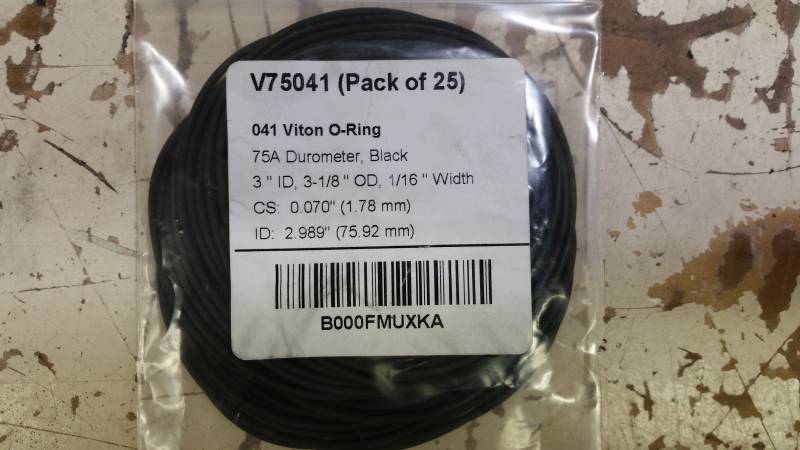 V75041 (Pack of 25)
041 Viton O-Ring
75A Durometer, Black
3 " ID, 3-1/8 " OD, 1/16 " Width
CS: 0.070" (1.78 mm)
ID: 2.989" (75.92 mm)
B000FMUXKA